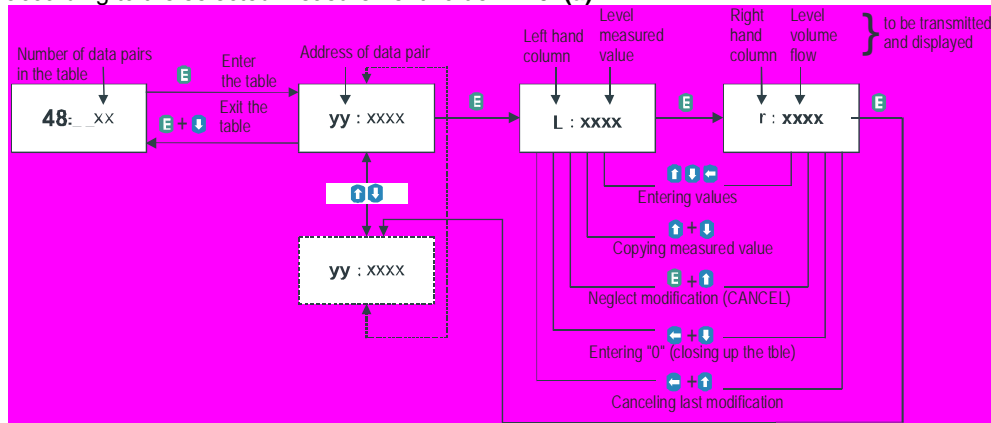 Number of data pairs
in the table
E
Enter
the table
Exit the
table
E + ⬇
48:_ _xx
Address of data pair
yy : xxxx
⬆⬇
yy : xxxx
E
Left hand
column
Level
measured
value
L : xxxx
E
Right
hand
column
Level
volume
flow
r : xxxx
} to be transmitted
and displayed
E
⬆ ⬇ ⬅
Entering values
⬆ + ⬇
Copying measured value
E + ⬆
Neglect modification (CANCEL)
⬅ + ⬇
Entering "0" (closing up the tble)
⬅ + ⬆
Canceling last modification